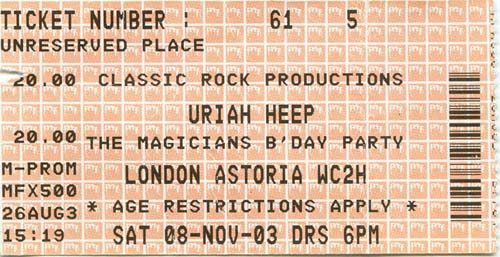 TICKET NUMBER : 61 5
UNRESERVED PLACE
20.00 CLASSIC ROCK PRODUCTIONS
URIAH HEEP
20.00 THE MAGICIANS B'DAY PARTY
M-PROM LONDON ASTORIA WC2H
MFX500
26AUG3 * AGE RESTRICTIONS APPLY *
15:19 SAT 08-NOV-03 DRS 6PM